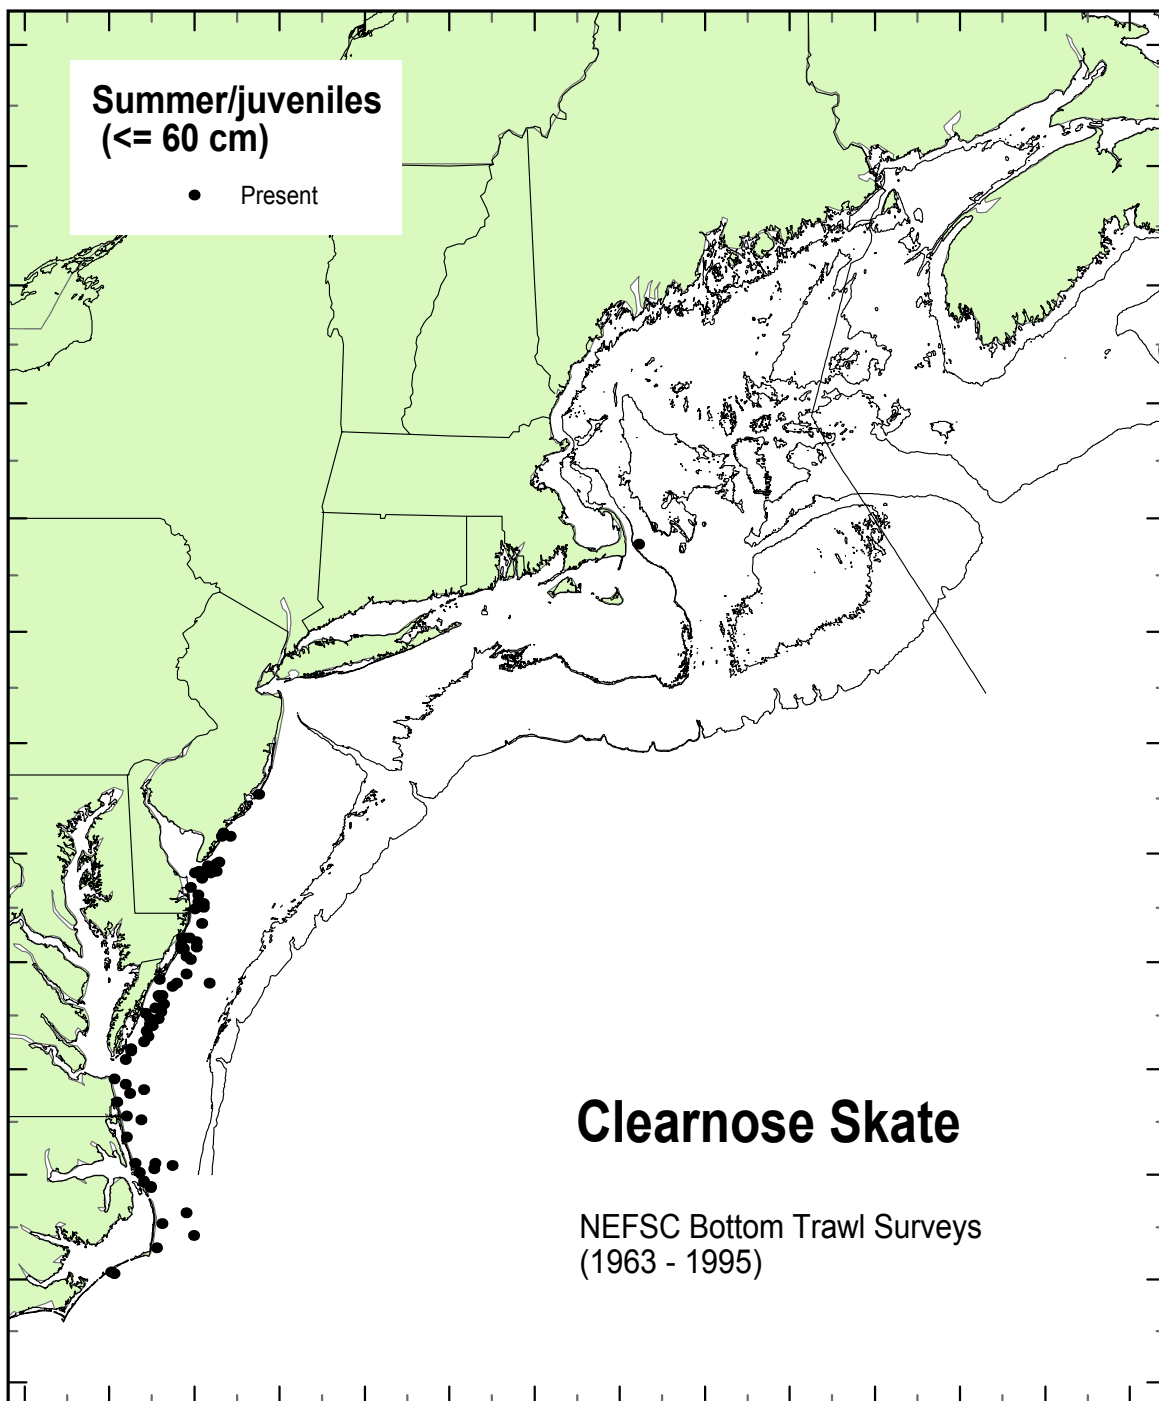 Summer/juveniles
(<= 60 cm)
Present
Clearnose Skate
NEFSC Bottom Trawl Surveys
(1963 - 1995)